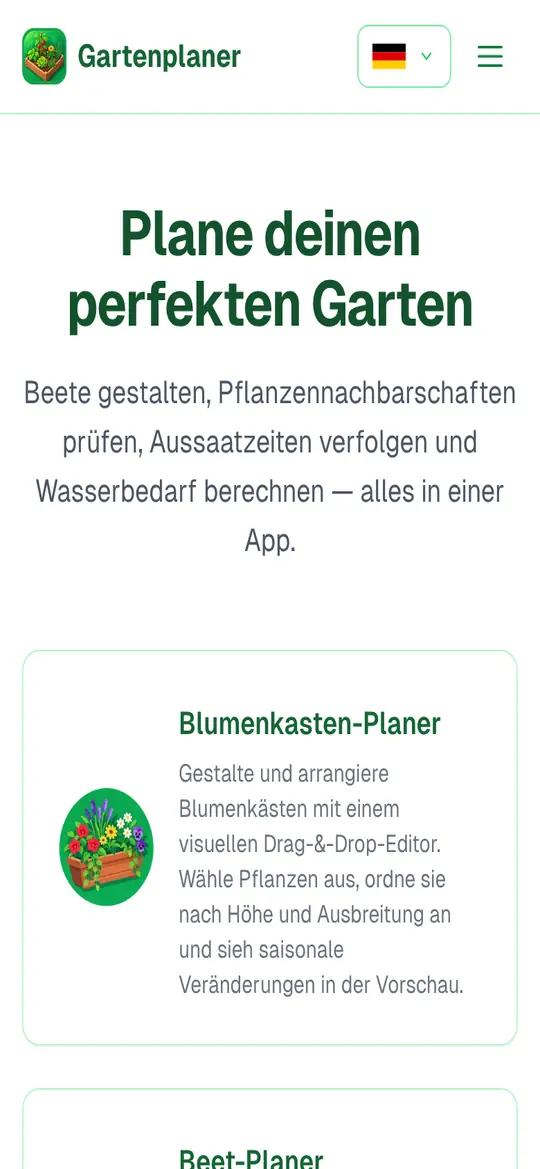 Gartenplaner
Plane deinen
perfekten Garten
Beete gestalten, Pflanzennachbarschaften
prüfen, Aussaatzeiten verfolgen und
Wasserbedarf berechnen — alles in einer
App.
Blumenkasten-Planer
Gestalte und arrangiere
Blumenkästen mit einem
visuellen Drag-&-Drop-Editor.
Wähle Pflanzen aus, ordne sie
nach Höhe und Ausbreitung an
und sieh saisonale
Veränderungen in der Vorschau.
Beet-Planer